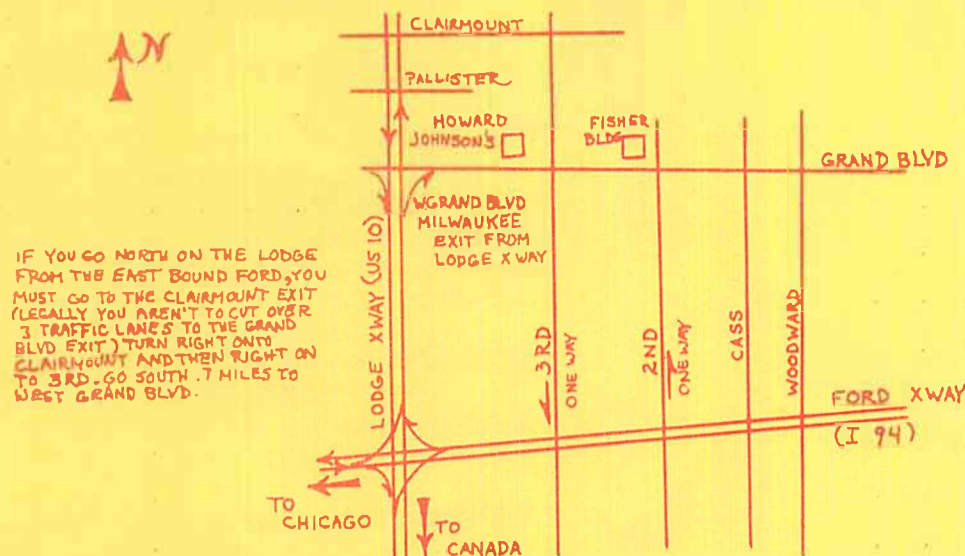 N
CLAIRMOUNT
PALLISTER
HOWARD
JOHNSON'S
FISHER
BLDG
GRAND BLVD
W.GRAND BLVD
MILWAUKEE
EXIT FROM
LODGE X WAY
IF YOU GO NORTH ON THE LODGE
FROM THE EAST BOUND FORD, YOU
MUST GO TO THE CLAIRMOUNT EXIT
(LEGALLY YOU AREN'T TO CUT OVER
3 TRAFFIC LANES TO THE GRAND
BLVD EXIT) TURN RIGHT ONTO
CLAIRMOUNT AND THEN RIGHT ON
TO 3RD. GO SOUTH .7 MILES TO
WEST GRAND BLVD.
LODGE XWAY (US 10)
3RD
ONE WAY
2ND
ONE WAY
CASS
WOODWARD
FORD XWAY
(I 94)
TO
CHICAGO
TO
CANADA